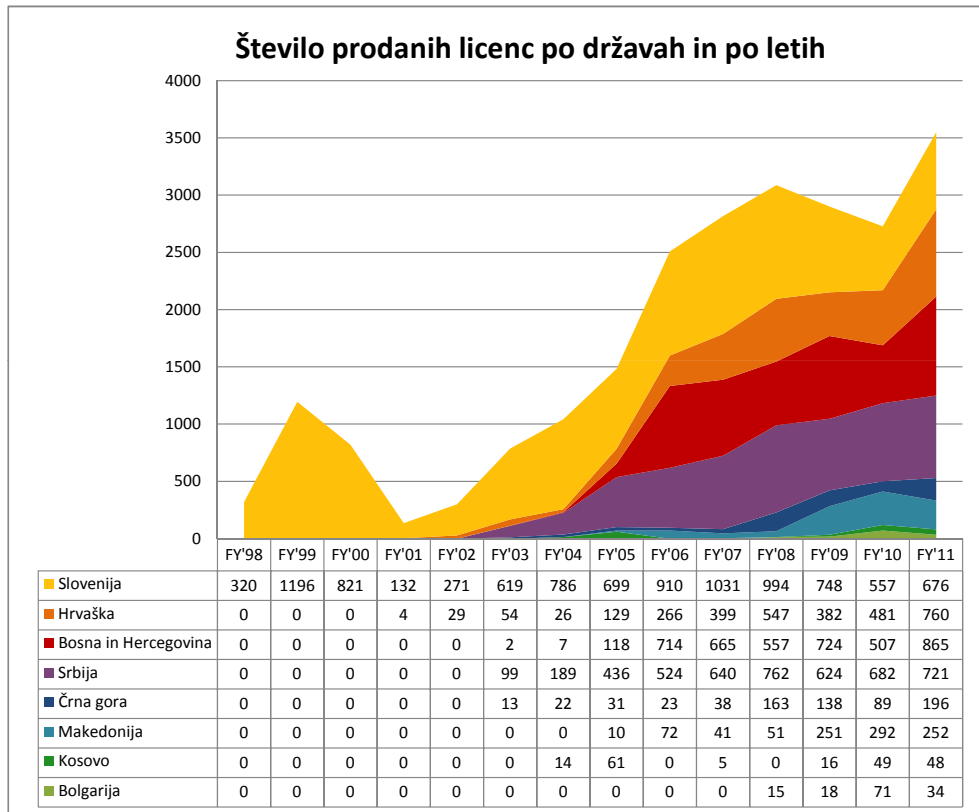 Število prodanih licenc po državah in po letih
4000
3500
3000
2500
2000
1500
1000
500
0
FY'98 FY'99 FY'00 FY'01 FY'02 FY'03 FY'04 FY'05 FY'06 FY'07 FY'08 FY'09 FY'10 FY'11
Slovenija 320 1196 821 132 271 619 786 699 910 1031 994 748 557 676
Hrvaška 0 0 0 4 29 54 26 129 266 399 547 382 481 760
Bosna in Hercegovina 0 0 0 0 0 2 7 118 714 665 557 724 507 865
Srbija 0 0 0 0 0 99 189 436 524 640 762 624 682 721
Črna gora 0 0 0 0 0 13 22 31 23 38 163 138 89 196
Makedonija 0 0 0 0 0 0 0 10 72 41 51 251 292 252
Kosovo 0 0 0 0 0 0 14 61 0 5 0 16 49 48
Bolgarija 0 0 0 0 0 0 0 0 0 0 15 18 71 34